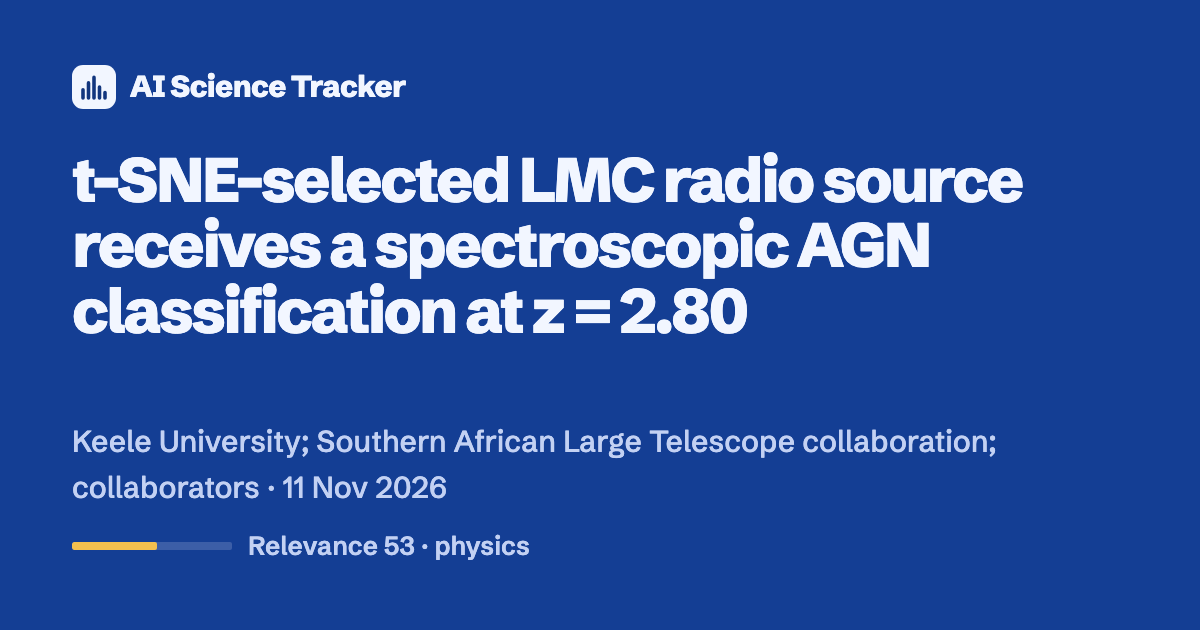 AI Science Tracker
t-SNE-selected LMC radio source
receives a spectroscopic AGN
classification at z = 2.80
Keele University; Southern African Large Telescope collaboration;
collaborators · 11 Nov 2026
Relevance 53 · physics